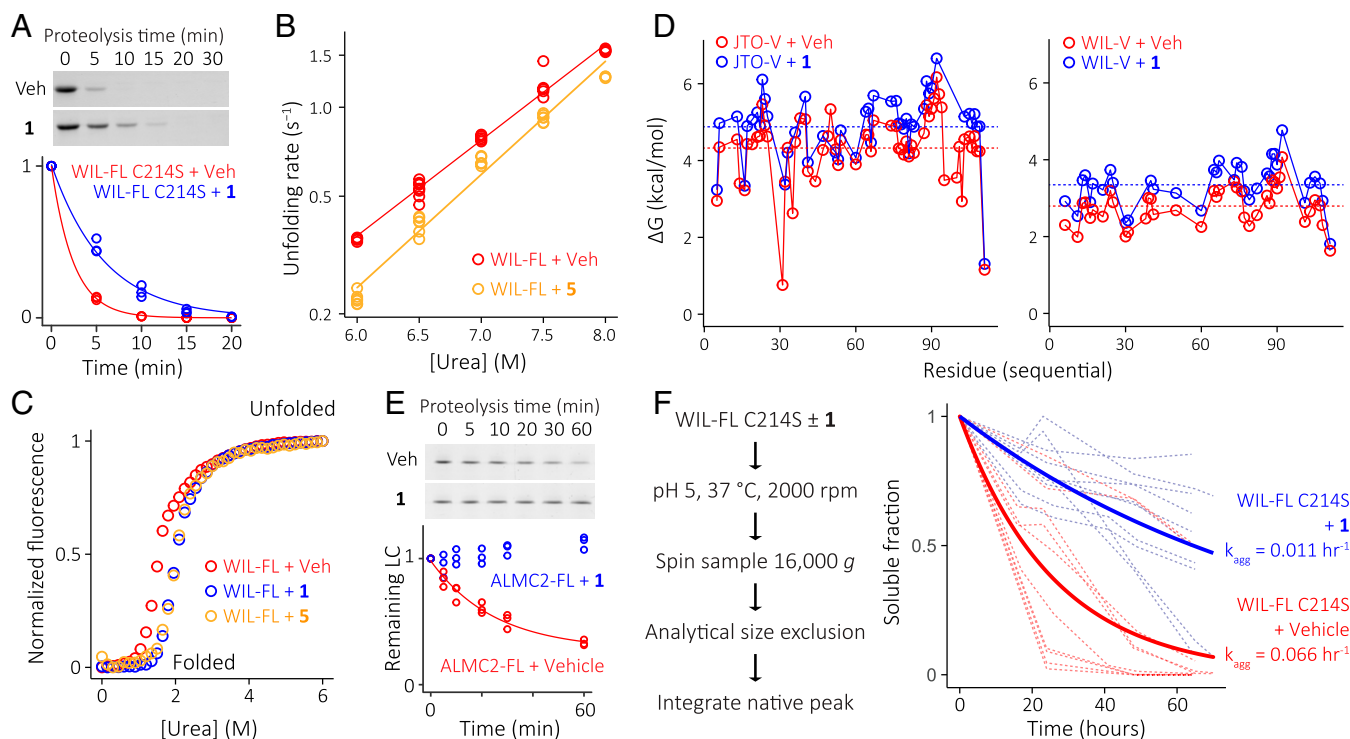 A
Proteolysis time (min)
0 5 10 20 30
Veh
1
1
WIL-FL C214S + Veh
WIL-FL C214S + 1
0
0 5 10 15 20
Time (min)
B
Unfolding rate (s⁻¹)
1.5
1.0
0.5
0.2
WIL-FL + Veh
WIL-FL + 5
6.0 6.5 7.0 7.5 8.0
[Urea] (M)
C
Normalized fluorescence
Unfolded
1
0.5
0
WIL-FL + Veh
WIL-FL + 1
WIL-FL + 5
Folded
0 2 4 6
[Urea] (M)
D
ΔG (kcal/mol)
JTO-V + Veh
JTO-V + 1
6
4
2
0
0 30 60 90
WIL-V + Veh
WIL-V + 1
6
4
2
0
0 30 60 90
Residue (sequential)
E
Proteolysis time (min)
0 5 10 20 30 60
Veh
1
Remaining LC
1
0
ALMC2-FL + 1
ALMC2-FL + Vehicle
0 20 40 60
Time (min)
F
WIL-FL C214S ± 1
pH 5, 37 °C, 2000 rpm
Spin sample 16,000 g
Analytical size exclusion
Integrate native peak
Soluble fraction
1
0.5
0
WIL-FL C214S
+ 1
k_agg = 0.011 hr⁻¹
WIL-FL C214S
+ Vehicle
k_agg = 0.066 hr⁻¹
0 20 40 60
Time (hours)